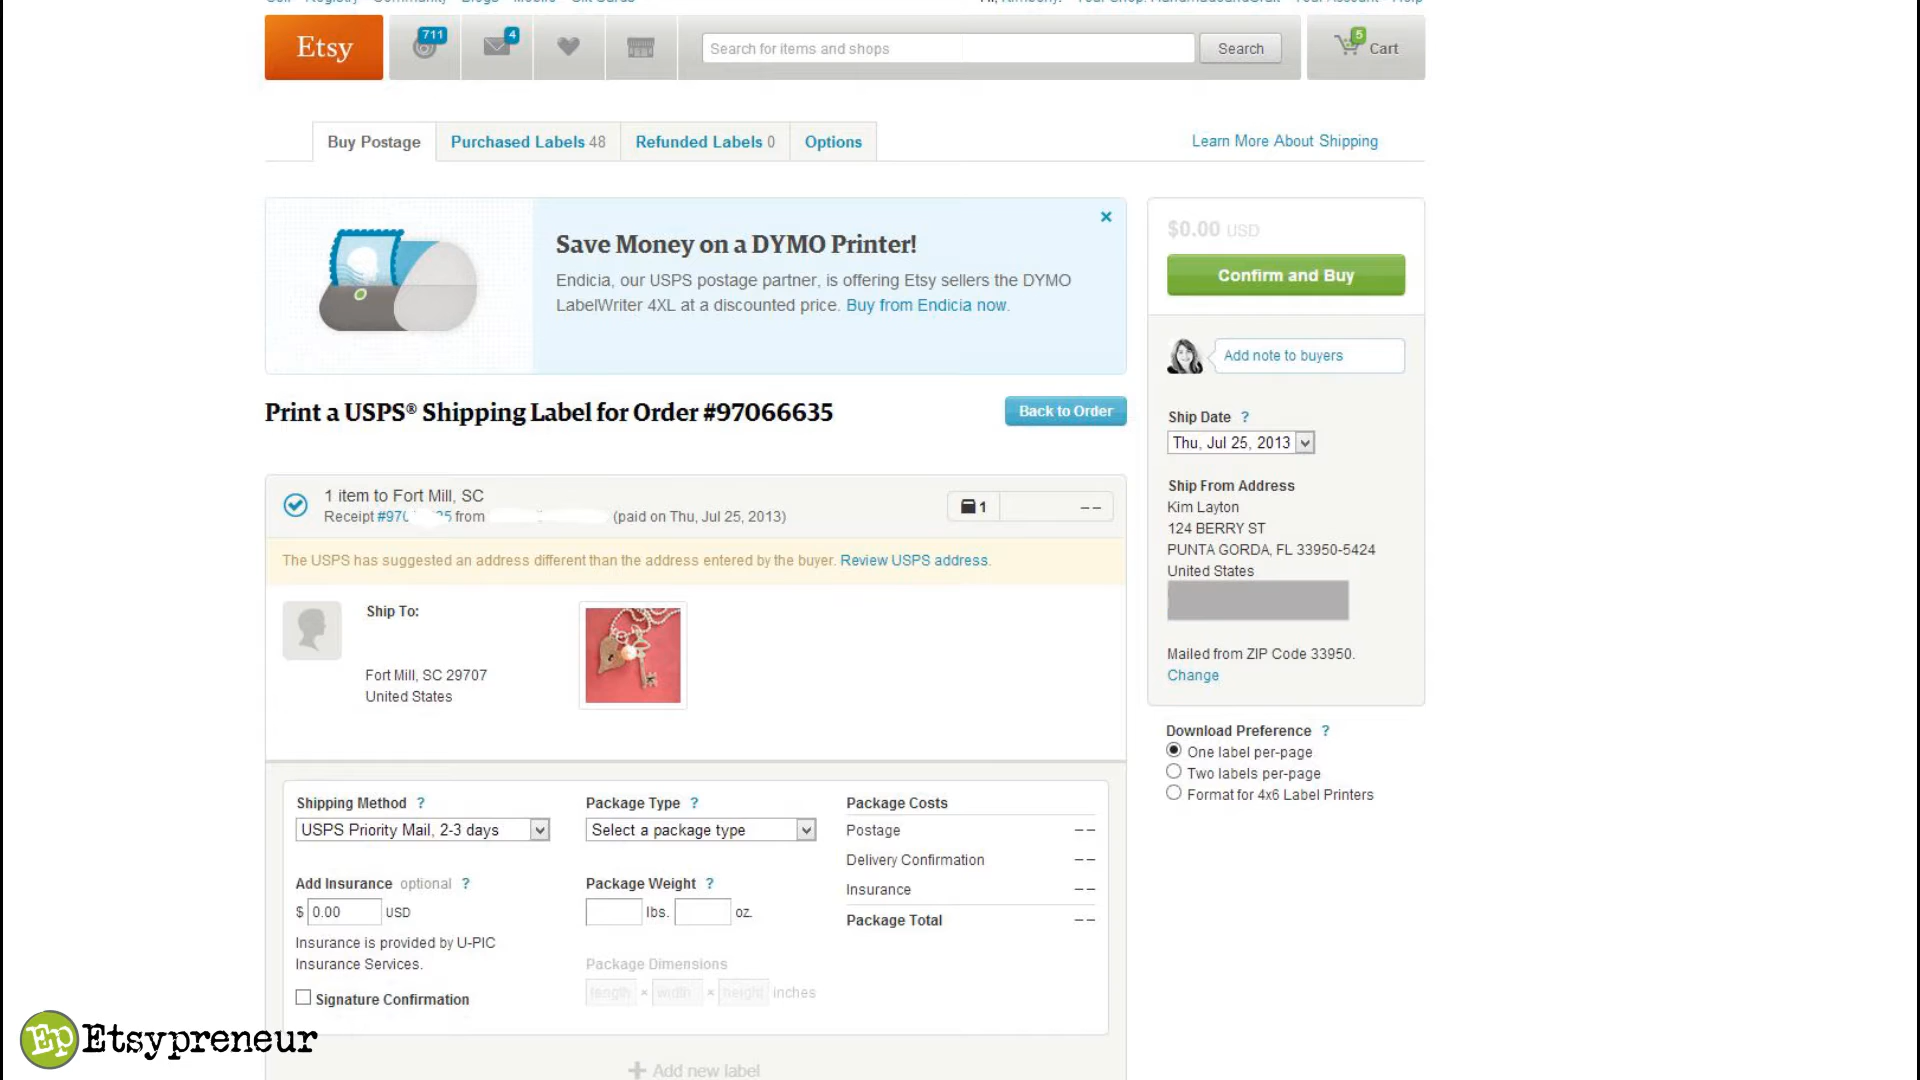 Etsy
711
4
Search for items and shops
Search
5
Cart
Buy Postage
Purchased Labels 48
Refunded Labels 0
Options
Learn More About Shipping
Save Money on a DYMO Printer!
Endicia, our USPS postage partner, is offering Etsy sellers the DYMO
LabelWriter 4XL at a discounted price. Buy from Endicia now.
$0.00 USD
Confirm and Buy
Add note to buyers
Print a USPS® Shipping Label for Order #97066635
Back to Order
Ship Date ?
Thu, Jul 25, 2013
1 item to Fort Mill, SC
Receipt #970 35 from (paid on Thu, Jul 25, 2013)
1 --
The USPS has suggested an address different than the address entered by the buyer. Review USPS address.
Ship From Address
Kim Layton
124 BERRY ST
PUNTA GORDA, FL 33950-5424
United States
Mailed from ZIP Code 33950.
Change
Ship To:
Fort Mill, SC 29707
United States
Download Preference ?
One label per-page
Two labels per-page
Format for 4x6 Label Printers
Shipping Method ?
USPS Priority Mail, 2-3 days
Package Type ?
Select a package type
Package Costs
Postage --
Delivery Confirmation --
Insurance --
Package Total --
Add Insurance optional ?
$ 0.00 USD
Insurance is provided by U-PIC
Insurance Services.
Signature Confirmation
Package Weight ?
lbs. oz.
Package Dimensions
length × width × height inches
Add new label
Ep Etsypreneur